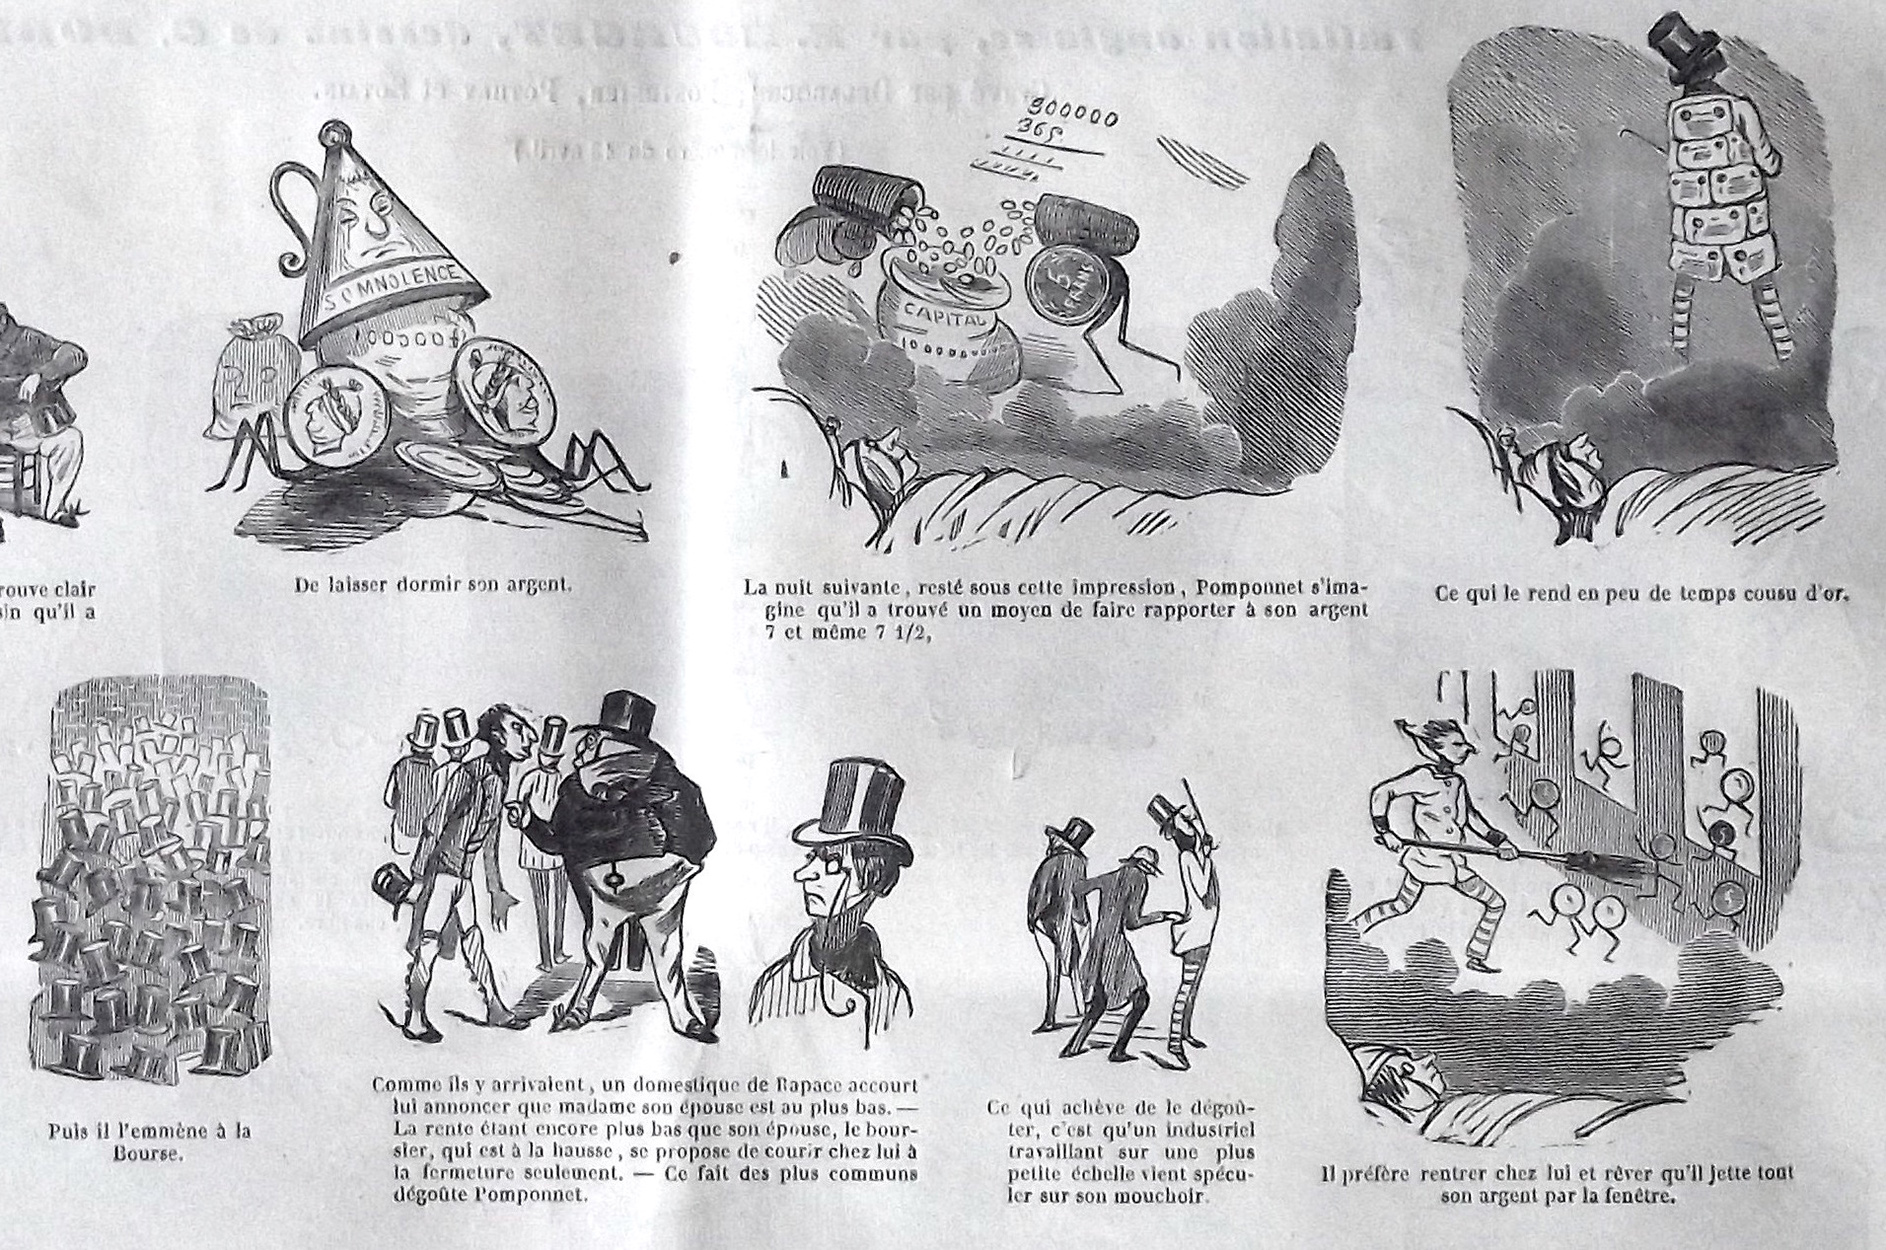 300000
365
SOMNOLENCE
CAPITAL
5
FRANK
rouve clair
sin qu'il a
De laisser dormir son argent.
La nuit suivante, resté sous cette impression, Pomponnet s'ima-
gine qu'il a trouvé un moyen de faire rapporter à son argent
7 et même 7 1/2,
Ce qui le rend en peu de temps cousu d'or.
Puis il l'emmène à la
Bourse.
Comme ils y arrivaient, un domestique de Rapace accourt
lui annoncer que madame son épouse est au plus bas. —
La rente étant encore plus bas que son épouse, le bour-
sier, qui est à la hausse, se propose de courir chez lui à
la fermeture seulement. — Ce fait des plus communs
dégoûte Pomponnet.
Ce qui achève de le dégoû-
ter, c'est qu'un industriel
travaillant sur une plus
petite échelle vient spécu-
ler sur son mouchoir.
Il préfère rentrer chez lui et rêver qu'il jette tout
son argent par la fenêtre.